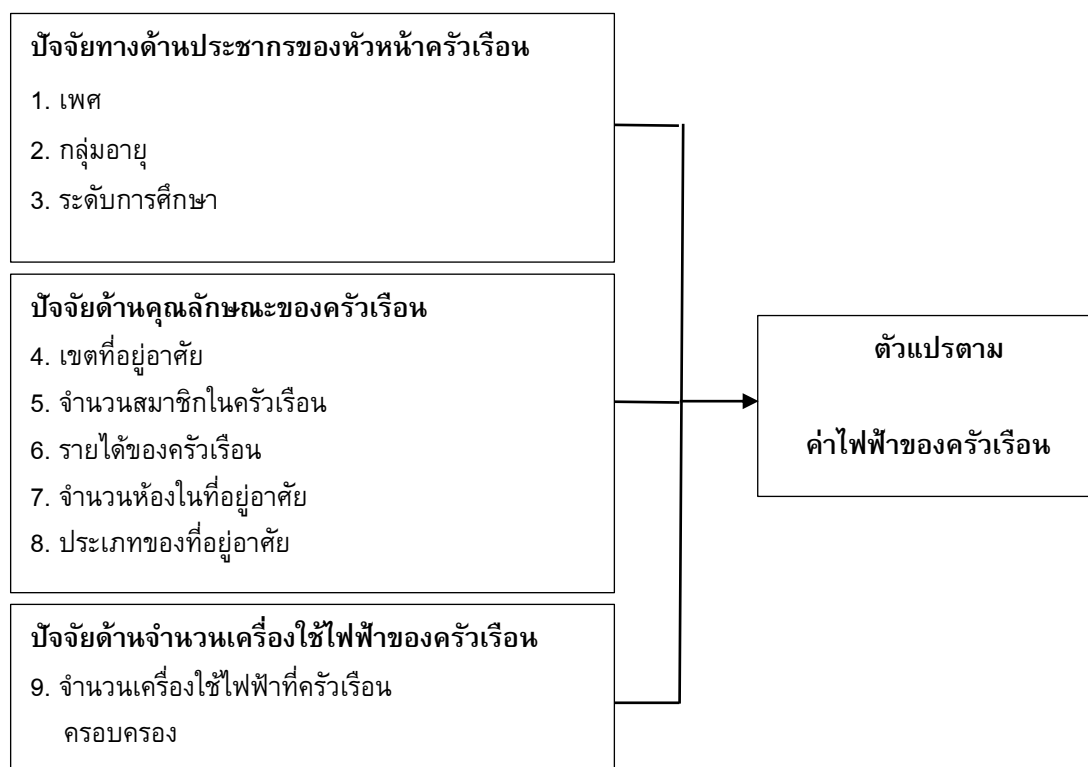 ปัจจัยทางด้านประชากรของหัวหน้าครัวเรือน
1. เพศ
2. กลุ่มอายุ
3. ระดับการศึกษา
ปัจจัยด้านคุณลักษณะของครัวเรือน
4. เขตที่อยู่อาศัย
5. จำนวนสมาชิกในครัวเรือน
6. รายได้ของครัวเรือน
7. จำนวนห้องในที่อยู่อาศัย
8. ประเภทของที่อยู่อาศัย
ปัจจัยด้านจำนวนเครื่องใช้ไฟฟ้าของครัวเรือน
9. จำนวนเครื่องใช้ไฟฟ้าที่ครัวเรือน
ครอบครอง
ตัวแปรตาม
ค่าไฟฟ้าของครัวเรือน